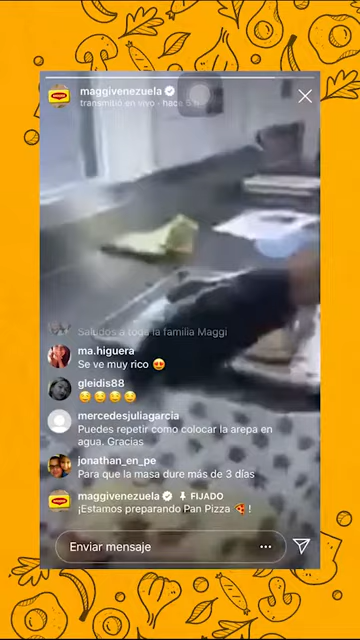 maggivenezuela
transmitió en vivo • hace 5 h
Saludos a toda la familia Maggi
ma.higuera
Se ve muy rico 😍
gleidis88
😋😋😋😋
mercedesjuliagarcia
Puedes repetir como colocar la arepa en
agua. Gracias
jonathan_en_pe
Para que la masa dure más de 3 días
maggivenezuela FIJADO
¡Estamos preparando Pan Pizza 🍕!
Enviar mensaje